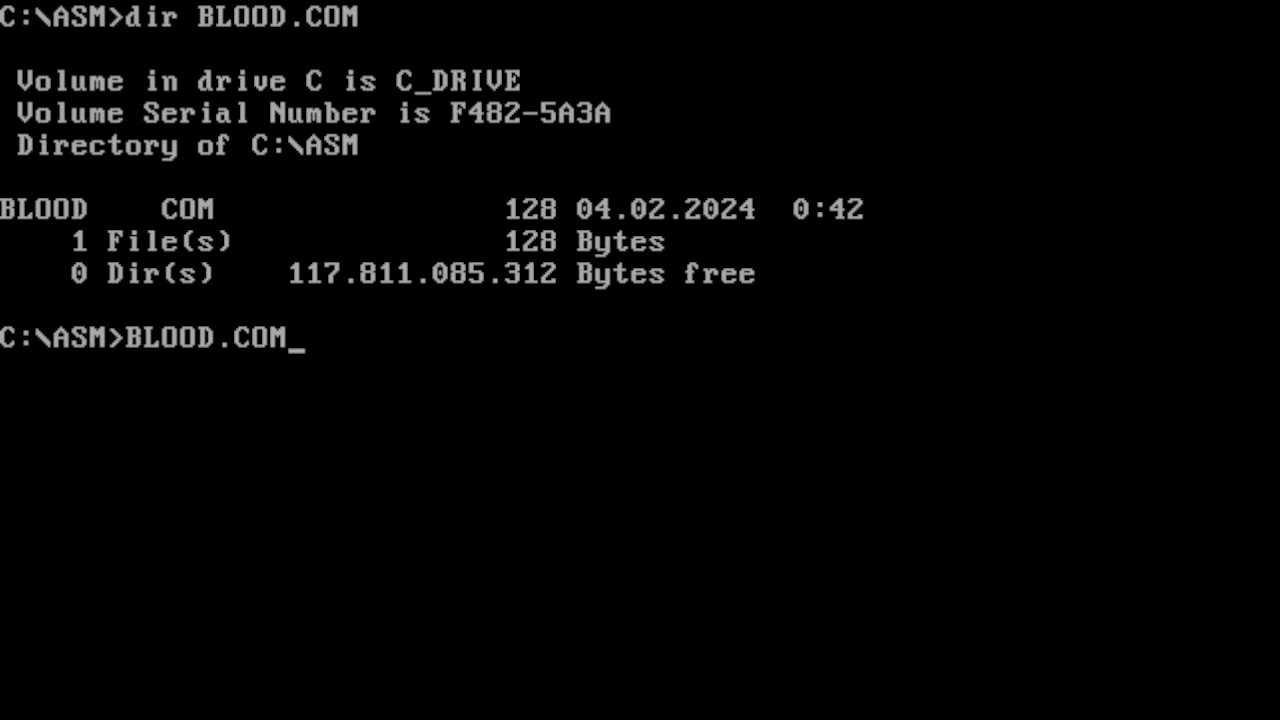 C:\ASM>dir BLOOD.COM
Volume in drive C is C_DRIVE
Volume Serial Number is F482-5A3A
Directory of C:\ASM
BLOOD    COM                128 04.02.2024  0:42
1 File(s)               128 Bytes
0 Dir(s)    117.811.085.312 Bytes free
C:\ASM>BLOOD.COM_